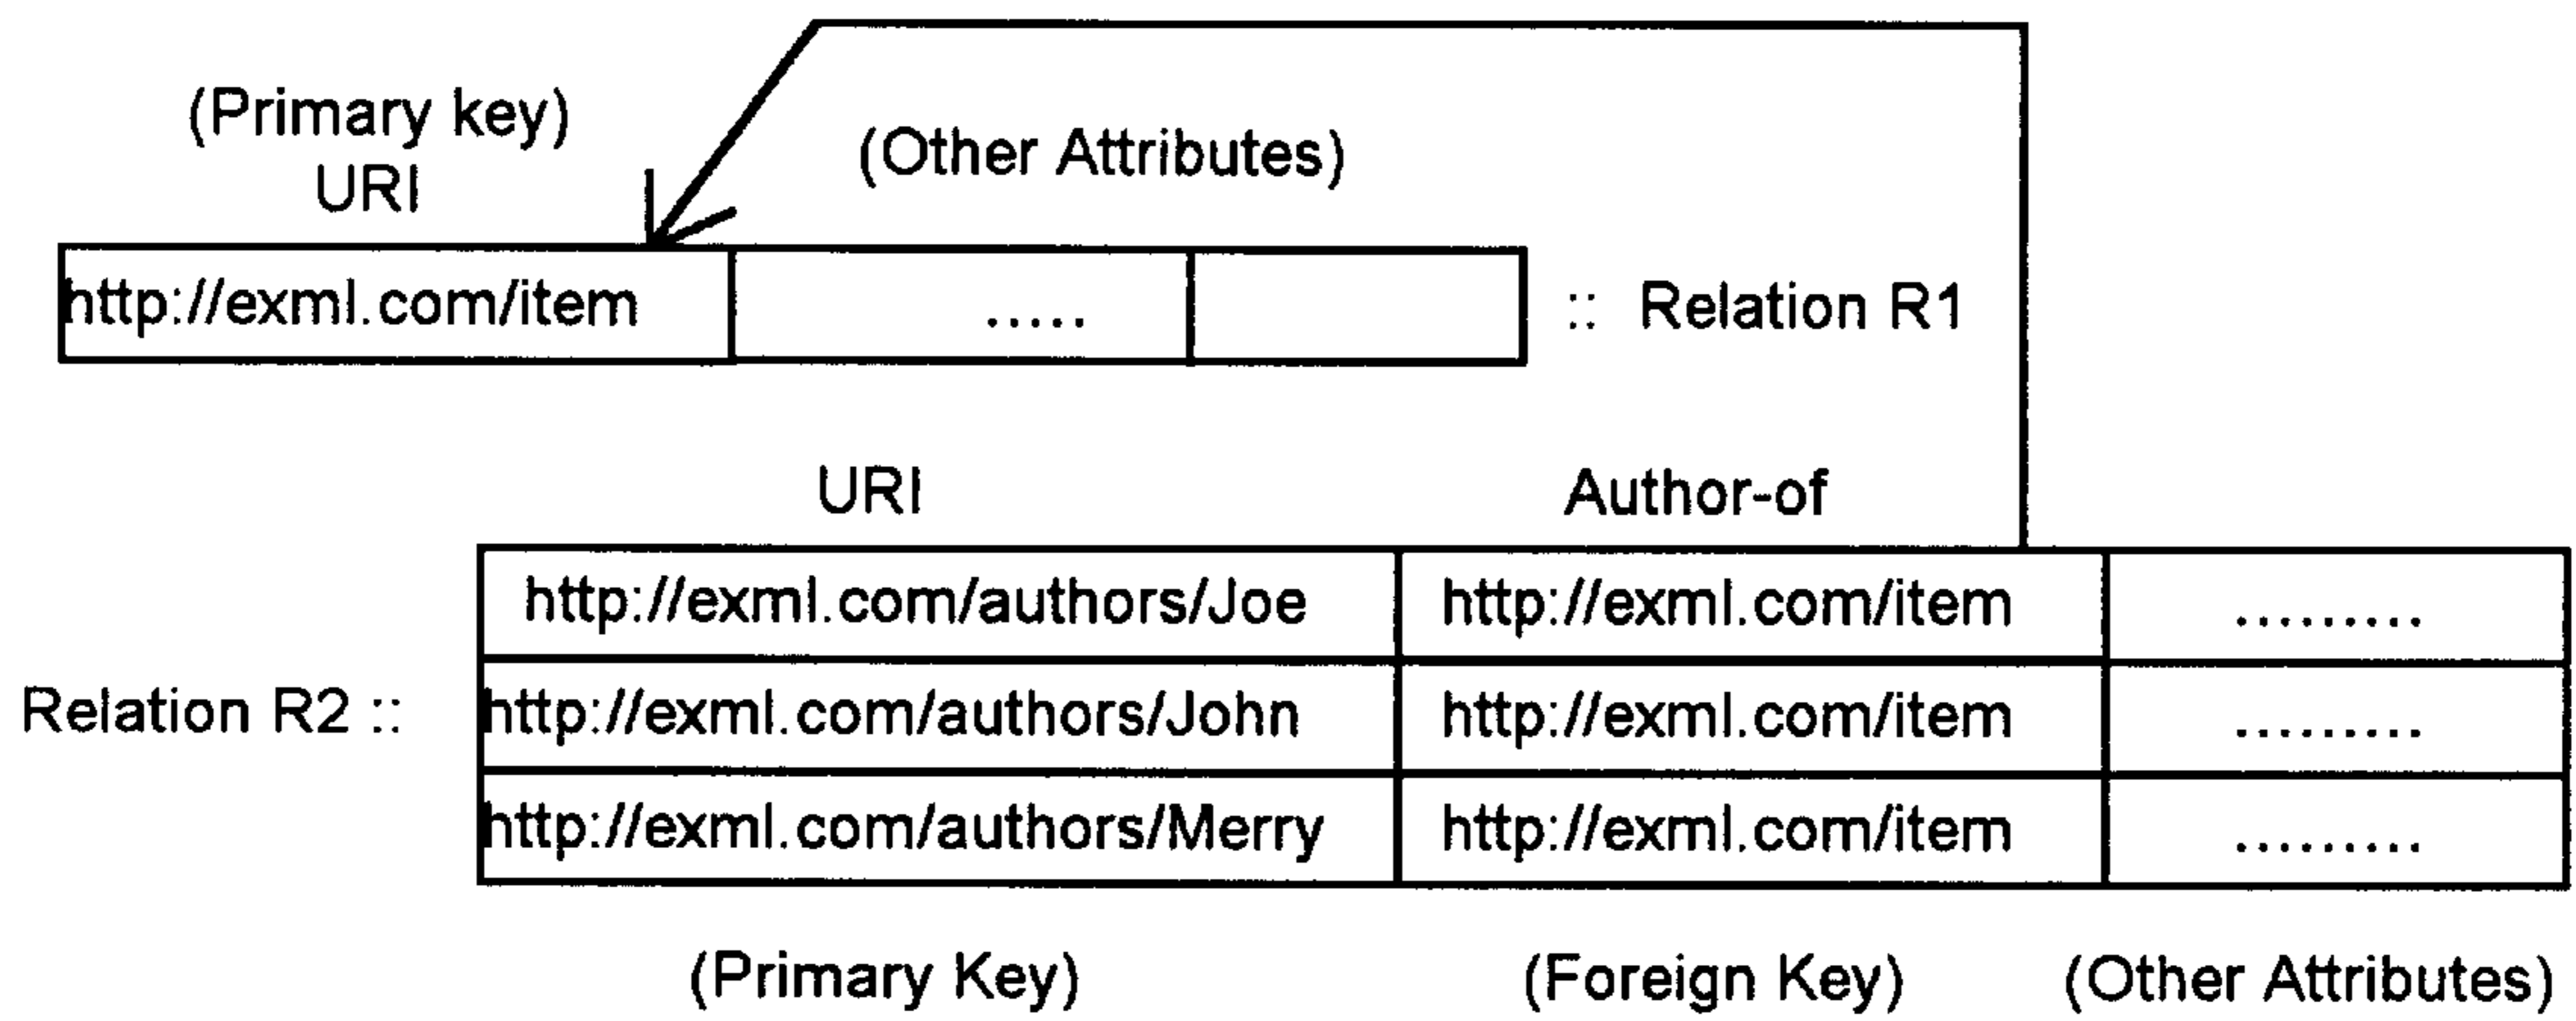 (Primary key)
URI
(Other Attributes)
http://exml.com/item ..... :: Relation R1
URI Author-of
http://exml.com/authors/Joe http://exml.com/item .........
Relation R2 :: http://exml.com/authors/John http://exml.com/item .........
http://exml.com/authors/Merry http://exml.com/item .........
(Primary Key) (Foreign Key) (Other Attributes)